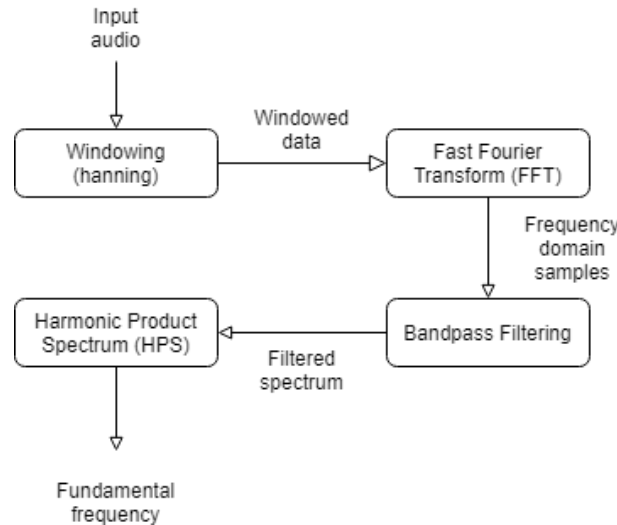 Input
audio
Windowing
(hanning)
Windowed
data
Fast Fourier
Transform (FFT)
Frequency
domain
samples
Bandpass Filtering
Filtered
spectrum
Harmonic Product
Spectrum (HPS)
Fundamental
frequency